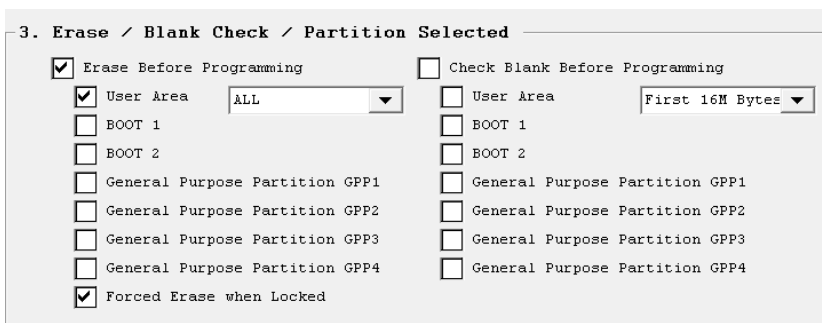 3. Erase / Blank Check / Partition Selected
Erase Before Programming
User Area ALL
BOOT 1
BOOT 2
General Purpose Partition GPP1
General Purpose Partition GPP2
General Purpose Partition GPP3
General Purpose Partition GPP4
Forced Erase when Locked
Check Blank Before Programming
User Area First 16M Bytes
BOOT 1
BOOT 2
General Purpose Partition GPP1
General Purpose Partition GPP2
General Purpose Partition GPP3
General Purpose Partition GPP4